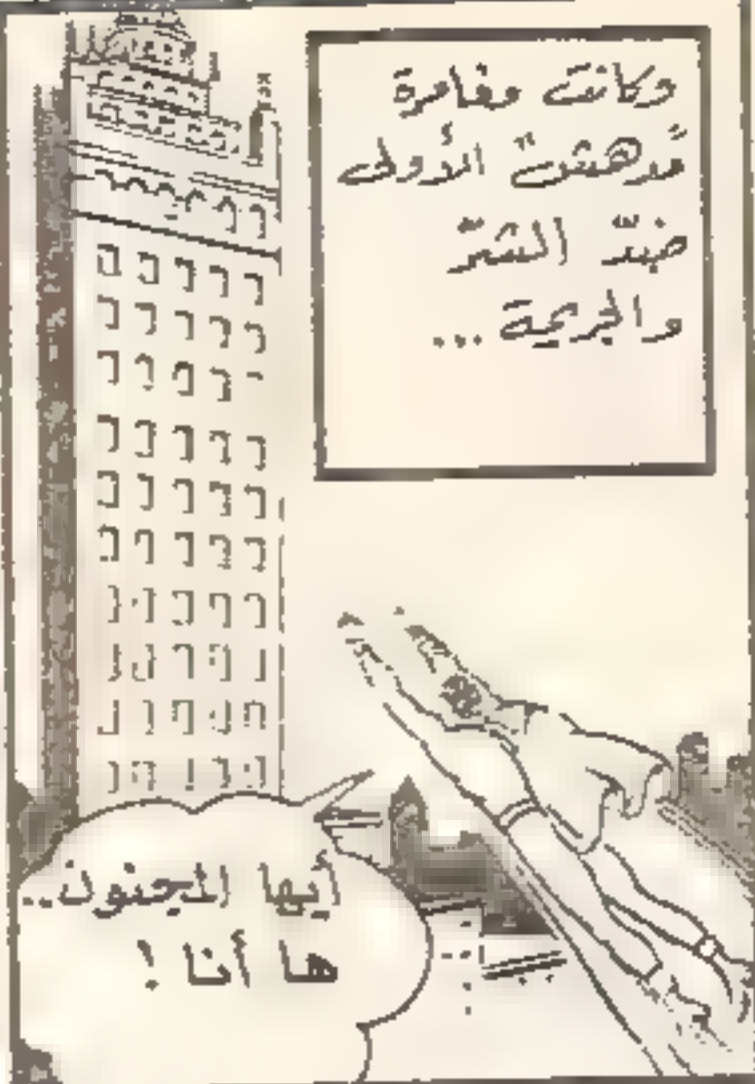 وكانت مغامرة
"مدهش" الأولى
ضدّ الشرّ
والجريمة ...
أيها المجنون..
ها أنا !